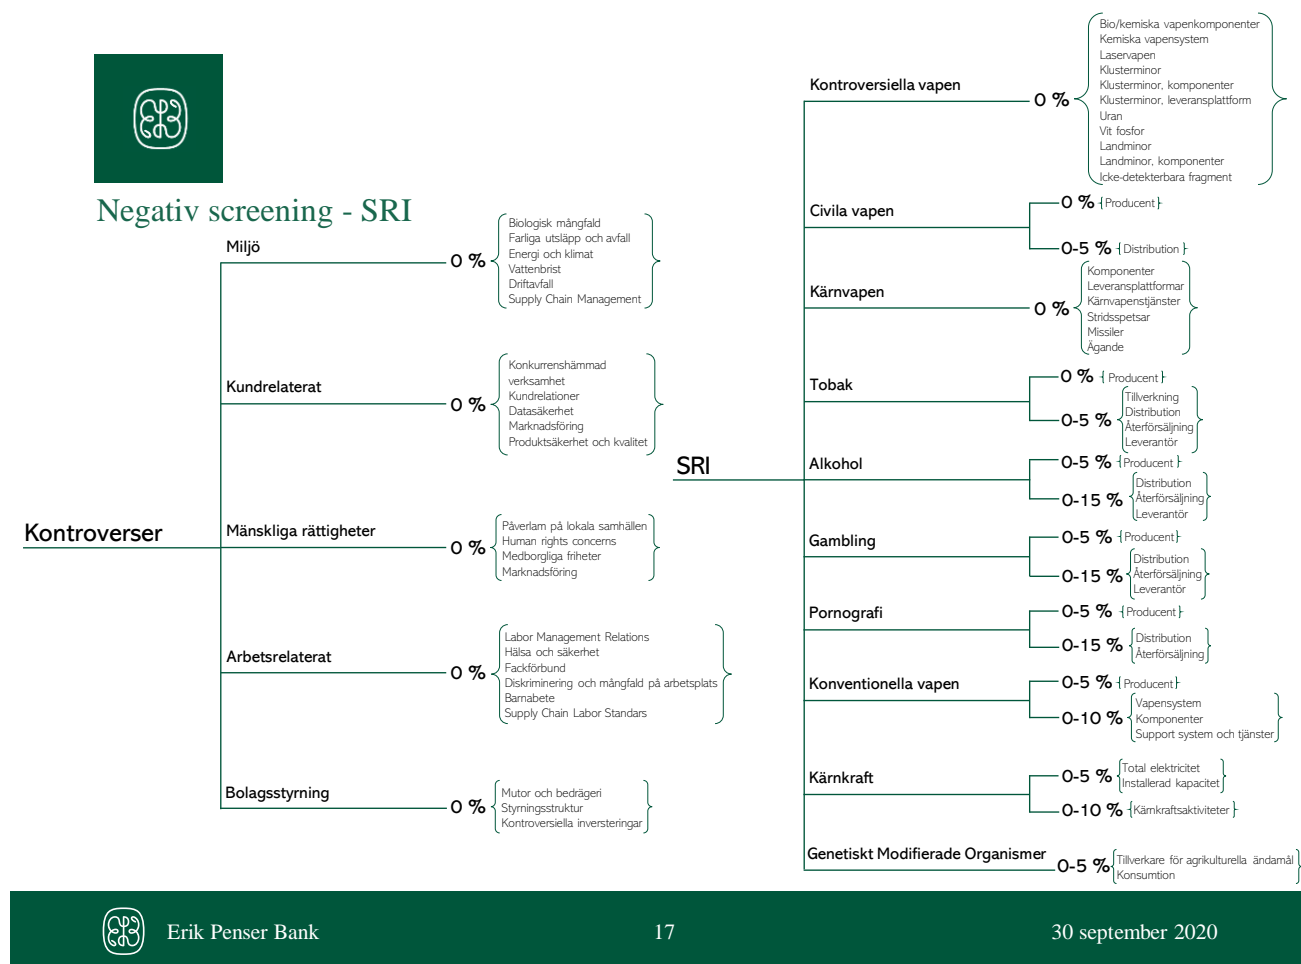 Negativ screening - SRI
Kontroverser
Miljö
0 %
Biologisk mångfald
Farliga utsläpp och avfall
Energi och klimat
Vattenbrist
Driftavfall
Supply Chain Management
Kundrelaterat
0 %
Konkurrenshämmad
verksamhet
Kundrelationer
Datasäkerhet
Marknadsföring
Produktsäkerhet och kvalitet
Mänskliga rättigheter
0 %
Påverlam på lokala samhällen
Human rights concerns
Medborgliga friheter
Marknadsföring
Arbetsrelaterat
0 %
Labor Management Relations
Hälsa och säkerhet
Fackförbund
Diskriminering och mångfald på arbetsplats
Barnabete
Supply Chain Labor Standars
Bolagsstyrning
0 %
Mutor och bedrägeri
Styrningsstruktur
Kontroversiella inversteringar
SRI
Kontroversiella vapen
0 %
Bio/kemiska vapenkomponenter
Kemiska vapensystem
Laservapen
Klusterminor
Klusterminor, komponenter
Klusterminor, leveransplattform
Uran
Vit fosfor
Landminor
Landminor, komponenter
Icke-detekterbara fragment
Civila vapen
0 % Producent
0-5 % Distribution
Kärnvapen
0 %
Komponenter
Leveransplattformar
Kärnvapenstjänster
Stridsspetsar
Missiler
Ägande
Tobak
0 % Producent
0-5 %
Tillverkning
Distribution
Återförsäljning
Leverantör
Alkohol
0-5 % Producent
0-15 %
Distribution
Återförsäljning
Leverantör
Gambling
0-5 % Producent
0-15 %
Distribution
Återförsäljning
Leverantör
Pornografi
0-5 % Producent
0-15 %
Distribution
Återförsäljning
Konventionella vapen
0-5 % Producent
0-10 %
Vapensystem
Komponenter
Support system och tjänster
Kärnkraft
0-5 %
Total elektricitet
Installerad kapacitet
0-10 % Kärnkraftsaktiviteter
Genetiskt Modifierade Organismer
0-5 %
Tillverkare för agrikulturella ändamål
Konsumtion
Erik Penser Bank
17
30 september 2020